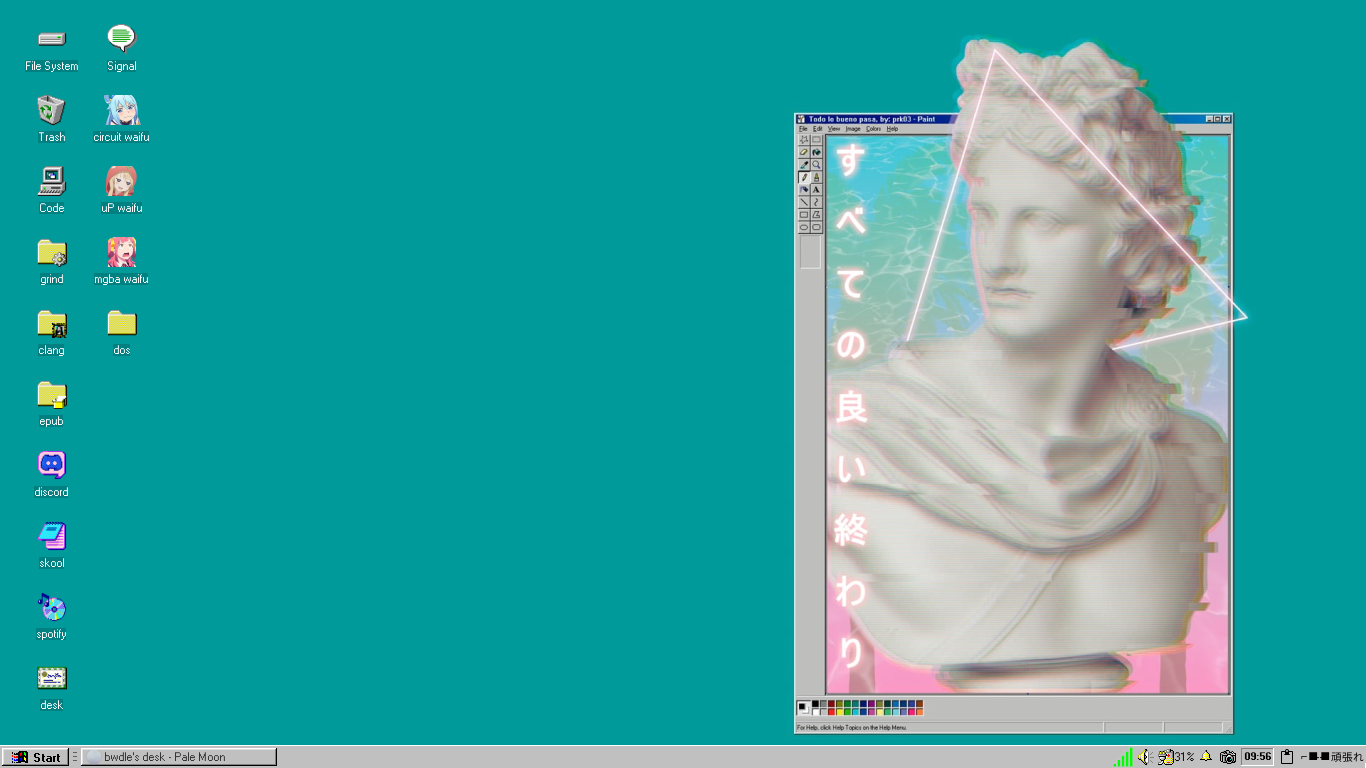 File System
Signal
Trash
circuit waifu
Code
uP waifu
grind
mgba waifu
clang
dos
epub
discord
skool
spotify
desk
Todo lo bueno pasa, by: prk03 - Paint
File Edit View Image Colors Help
すべての良い終わり
For Help, click Help Topics on the Help Menu.
Start
bwdle's desk - Pale Moon
31%
09:56
頑張れ